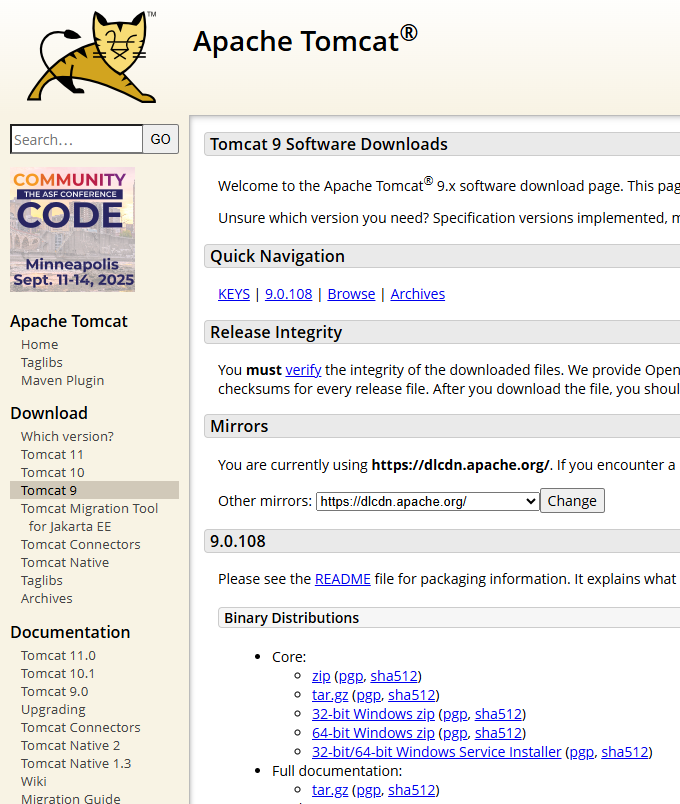 TM
Apache Tomcat®
Search…
GO
COMMUNITY
THE ASF CONFERENCE
CODE
Minneapolis
Sept. 11-14, 2025
Apache Tomcat
Home
Taglibs
Maven Plugin
Download
Which version?
Tomcat 11
Tomcat 10
Tomcat 9
Tomcat Migration Tool
for Jakarta EE
Tomcat Connectors
Tomcat Native
Taglibs
Archives
Documentation
Tomcat 11.0
Tomcat 10.1
Tomcat 9.0
Upgrading
Tomcat Connectors
Tomcat Native 2
Tomcat Native 1.3
Wiki
Migration Guide
Tomcat 9 Software Downloads
Welcome to the Apache Tomcat® 9.x software download page. This pag
Unsure which version you need? Specification versions implemented, m
Quick Navigation
KEYS | 9.0.108 | Browse | Archives
Release Integrity
You must verify the integrity of the downloaded files. We provide Open
checksums for every release file. After you download the file, you shou
Mirrors
You are currently using https://dlcdn.apache.org/. If you encounter a
Other mirrors: https://dlcdn.apache.org/ Change
9.0.108
Please see the README file for packaging information. It explains what
Binary Distributions
Core:
zip (pgp, sha512)
tar.gz (pgp, sha512)
32-bit Windows zip (pgp, sha512)
64-bit Windows zip (pgp, sha512)
32-bit/64-bit Windows Service Installer (pgp, sha512)
Full documentation:
tar.gz (pgp, sha512)